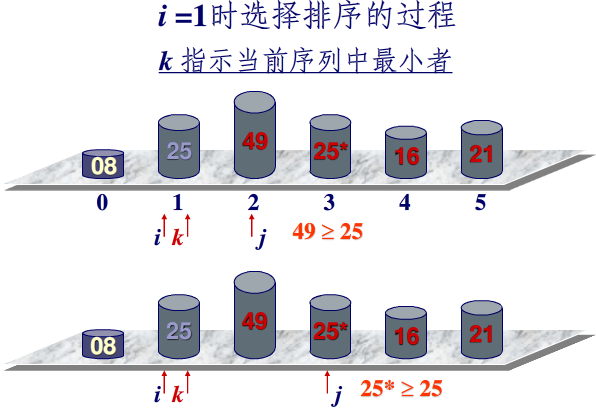 i =1时选择排序的过程
k 指示当前序列中最小者
08 25 49 25* 16 21
0 1 2 3 4 5
i k j 49 ≥ 25
08 25 49 25* 16 21
i k j 25* ≥ 25